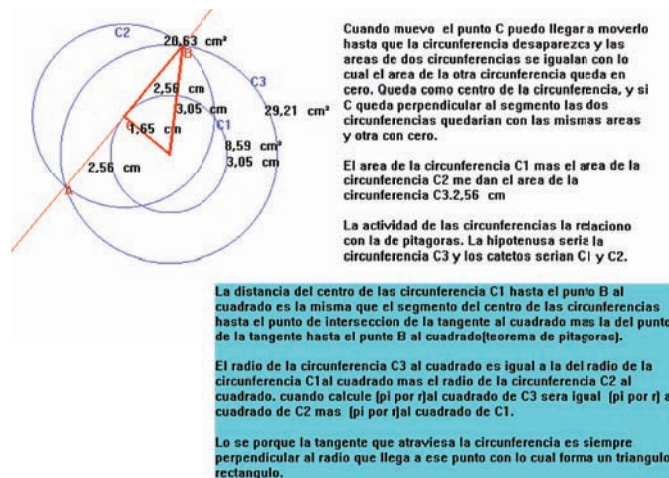 C2
20,63 cm²
B
C3
2,56 cm
3,05 cm
29,21 cm²
C
1,65 cm
C1
8,59 cm²
3,05 cm
2,56 cm
A
Cuando muevo el punto C puedo llegar a moverlo
hasta que la circunferencia desaparezca y las
areas de dos circunferencias se igualan con lo
cual el area de la otra circunferencia queda en
cero. Queda como centro de la circunferencia, y si
C queda perpendicular al segmento las dos
circunferencias quedarian con las mismas areas
y otra con cero.
El area de la circunferencia C1 mas el area de la
circunferencia C2 me dan el area de la
circunferencia C3.2,56 cm
La actividad de las circunferencias la relaciono
con la de pitagoras. La hipotenusa seria la
circunferencia C3 y los catetos serian Cl y C2.
La distancia del centro de las circunferencia C1 hasta el punto B al
cuadrado es la misma que el segmento del centro de las circunferencias
hasta el punto de interseccion de la tangente al cuadrado mas la del punto
de la tangente hasta el punte B al cuadrado(teorema de pitagoras).
El radio de la circunferencia C3 al cuadrado es igual a la del radio de la
circunferencia C1al cuadrado mas el radio de la circunferencia C2 al
cuadrado. cuando calcule (pi por r)al cuadrado de C3 sera igual (pi por r) a
cuadrado de C2 mas (pi por r)al cuadrado de C1.
Lo se porque la tangente que atraviesa la circunferencia es siempre
perpendicular al radio que llega a ese punto con lo cual forma un triangulo
rectangulo.